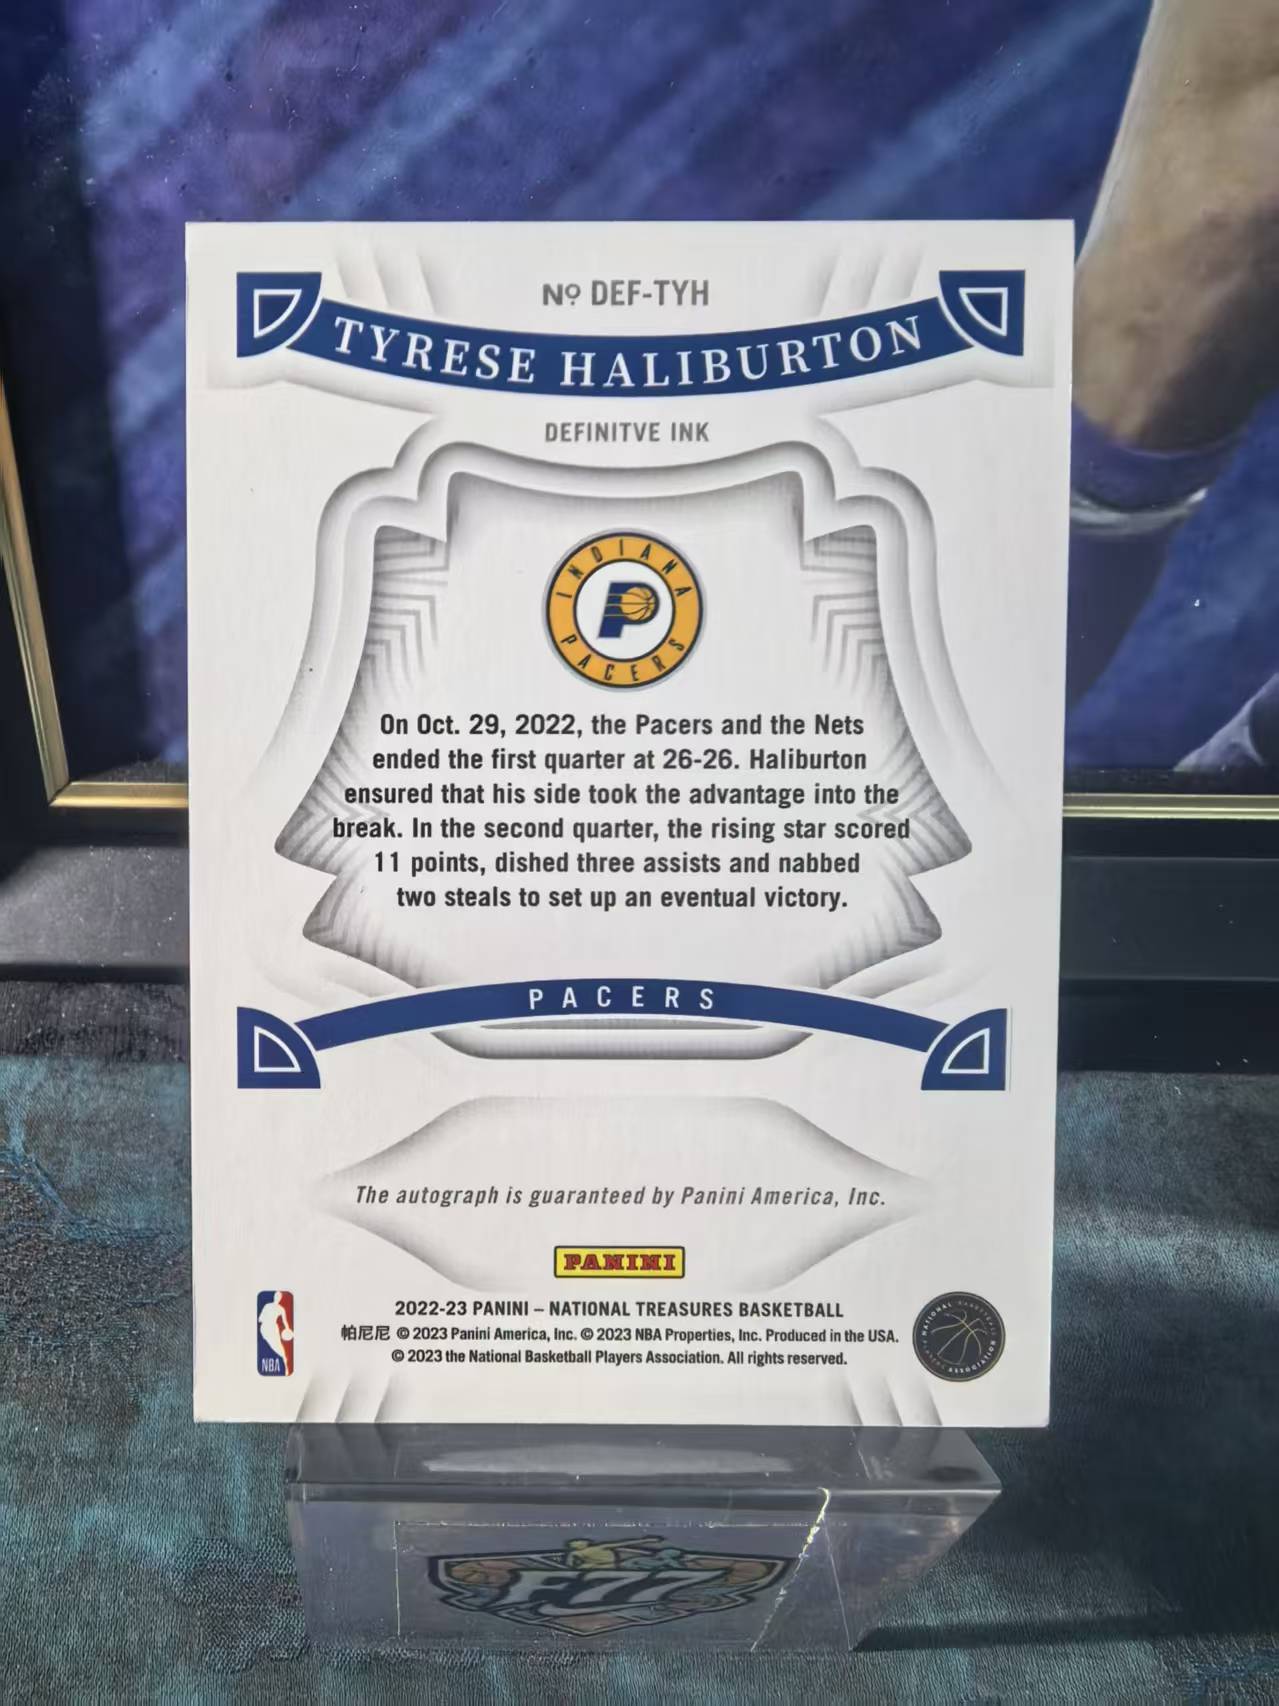 Nº DEF-TYH
TYRESE HALIBURTON
DEFINITVE INK
INDIANA
PACERS
On Oct. 29, 2022, the Pacers and the Nets
ended the first quarter at 26-26. Haliburton
ensured that his side took the advantage into the
break. In the second quarter, the rising star scored
11 points, dished three assists and nabbed
two steals to set up an eventual victory.
PACERS
The autograph is guaranteed by Panini America, Inc.
PANINI
2022-23 PANINI – NATIONAL TREASURES BASKETBALL
帕尼尼 © 2023 Panini America, Inc. © 2023 NBA Properties, Inc. Produced in the USA.
© 2023 the National Basketball Players Association. All rights reserved.
NBA
NATIONAL BASKETBALL
PLAYERS ASSOCIATION
F77